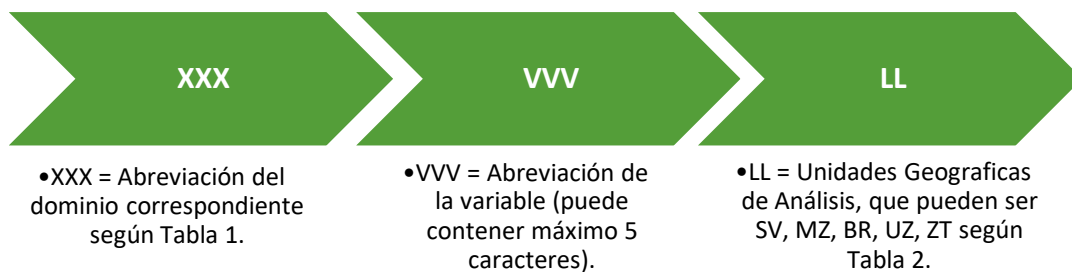 XXX
VVV
LL
•XXX = Abreviación del
dominio correspondiente
según Tabla 1.
•VVV = Abreviación de
la variable (puede
contener máximo 5
caracteres).
•LL = Unidades Geograficas
de Análisis, que pueden ser
SV, MZ, BR, UZ, ZT según
Tabla 2.